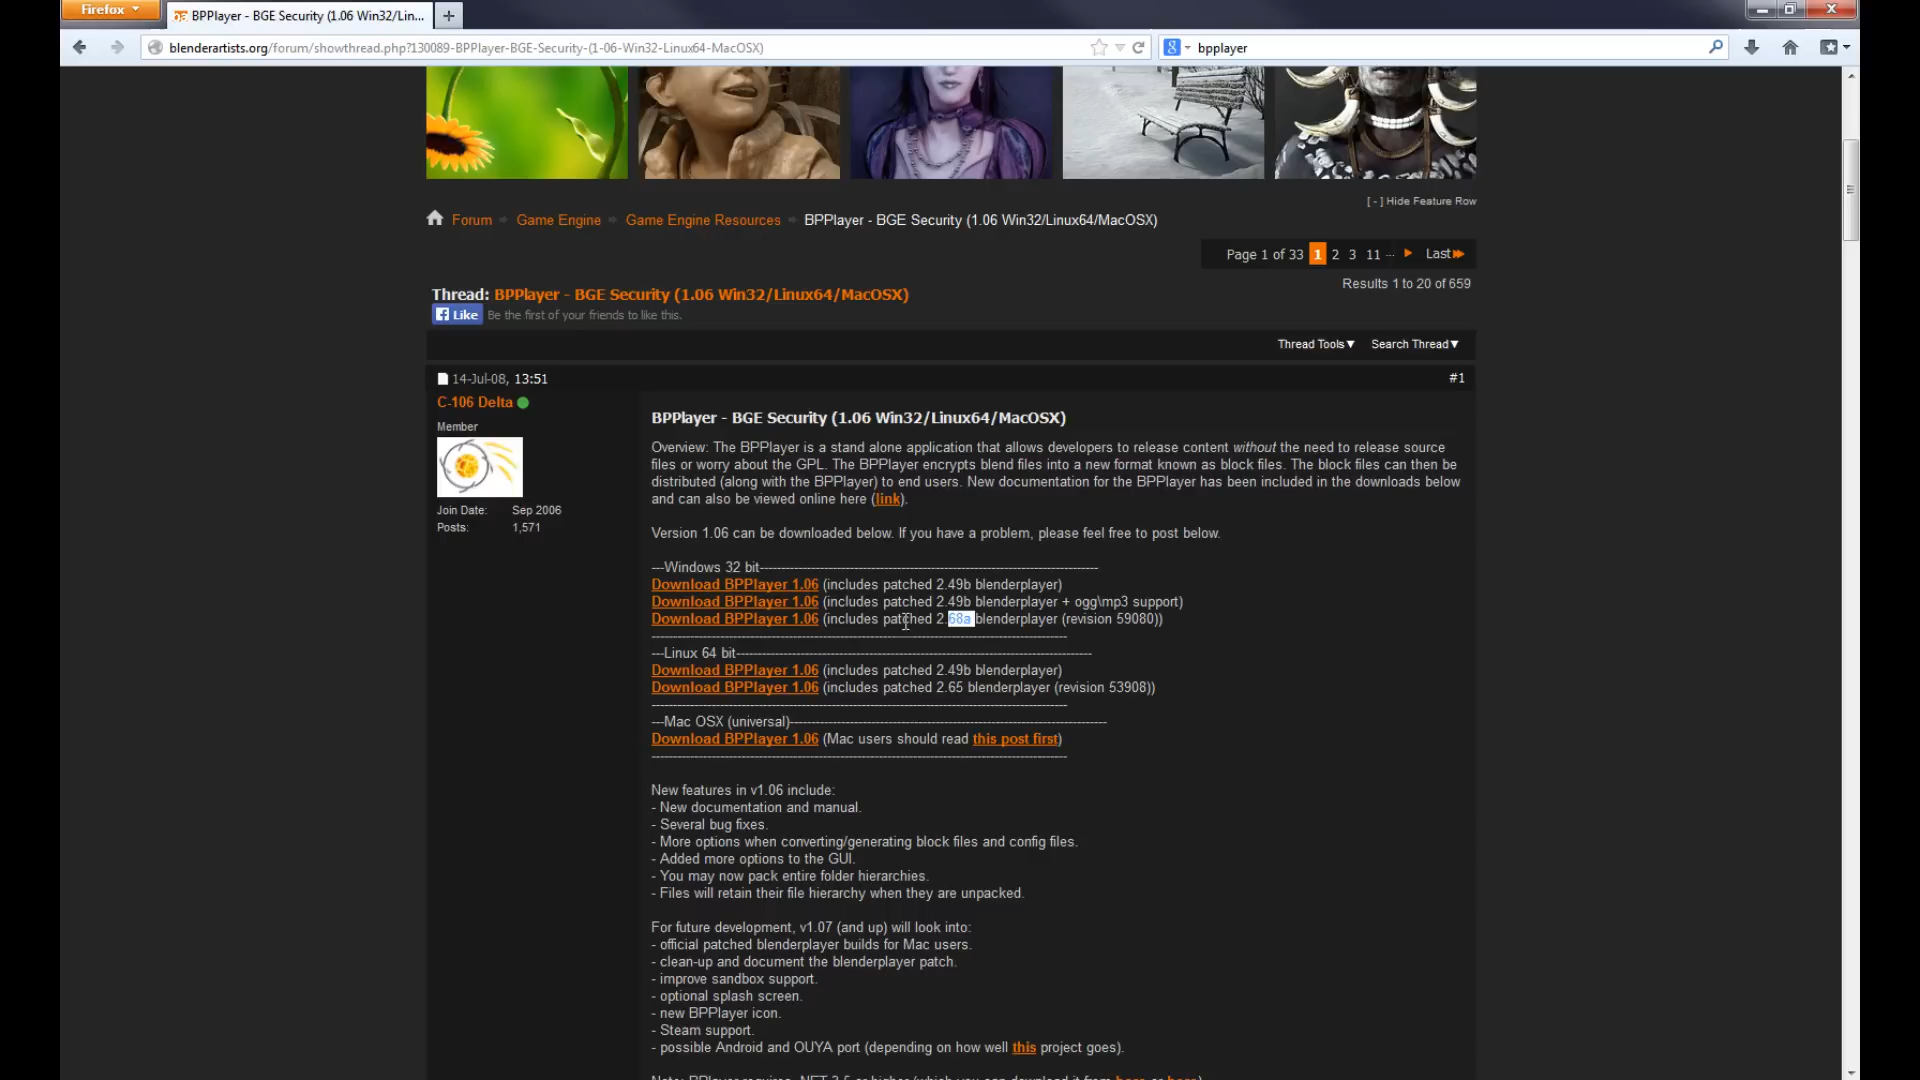 Firefox
BPPlayer - BGE Security (1.06 Win32/Lin...
blenderartists.org/forum/showthread.php?130089-BPPlayer-BGE-Security-(1-06-Win32-Linux64-MacOSX)
bpplayer
[ - ] Hide Feature Row
Forum Game Engine Game Engine Resources BPPlayer - BGE Security (1.06 Win32/Linux64/MacOSX)
Page 1 of 33 1 2 3 11 ... Last
Results 1 to 20 of 659
Thread: BPPlayer - BGE Security (1.06 Win32/Linux64/MacOSX)
Like Be the first of your friends to like this.
Thread Tools Search Thread
14-Jul-08, 13:51 #1
C-106 Delta
Member
Join Date: Sep 2006
Posts: 1,571
BPPlayer - BGE Security (1.06 Win32/Linux64/MacOSX)
Overview: The BPPlayer is a stand alone application that allows developers to release content without the need to release source
files or worry about the GPL. The BPPlayer encrypts blend files into a new format known as block files. The block files can then be
distributed (along with the BPPlayer) to end users. New documentation for the BPPlayer has been included in the downloads below
and can also be viewed online here (link).
Version 1.06 can be downloaded below. If you have a problem, please feel free to post below.
---Windows 32 bit---
Download BPPlayer 1.06 (includes patched 2.49b blenderplayer)
Download BPPlayer 1.06 (includes patched 2.49b blenderplayer + ogg\mp3 support)
Download BPPlayer 1.06 (includes patched 2.68a blenderplayer (revision 59080))
---Linux 64 bit---
Download BPPlayer 1.06 (includes patched 2.49b blenderplayer)
Download BPPlayer 1.06 (includes patched 2.65 blenderplayer (revision 53908))
---Mac OSX (universal)---
Download BPPlayer 1.06 (Mac users should read this post first)
New features in v1.06 include:
- New documentation and manual.
- Several bug fixes.
- More options when converting/generating block files and config files.
- Added more options to the GUI.
- You may now pack entire folder hierarchies.
- Files will retain their file hierarchy when they are unpacked.
For future development, v1.07 (and up) will look into:
- official patched blenderplayer builds for Mac users.
- clean-up and document the blenderplayer patch.
- improve sandbox support.
- optional splash screen.
- new BPPlayer icon.
- Steam support.
- possible Android and OUYA port (depending on how well this project goes).